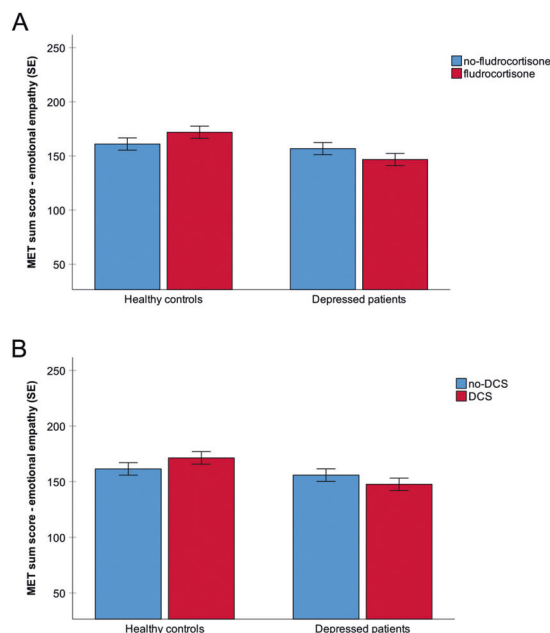 A
MET sum score - emotional empathy (SE)
250
200
150
100
50
no-fludrocortisone
fludrocortisone
Healthy controls
Depressed patients
B
MET sum score - emotional empathy (SE)
250
200
150
100
50
no-DCS
DCS
Healthy controls
Depressed patients